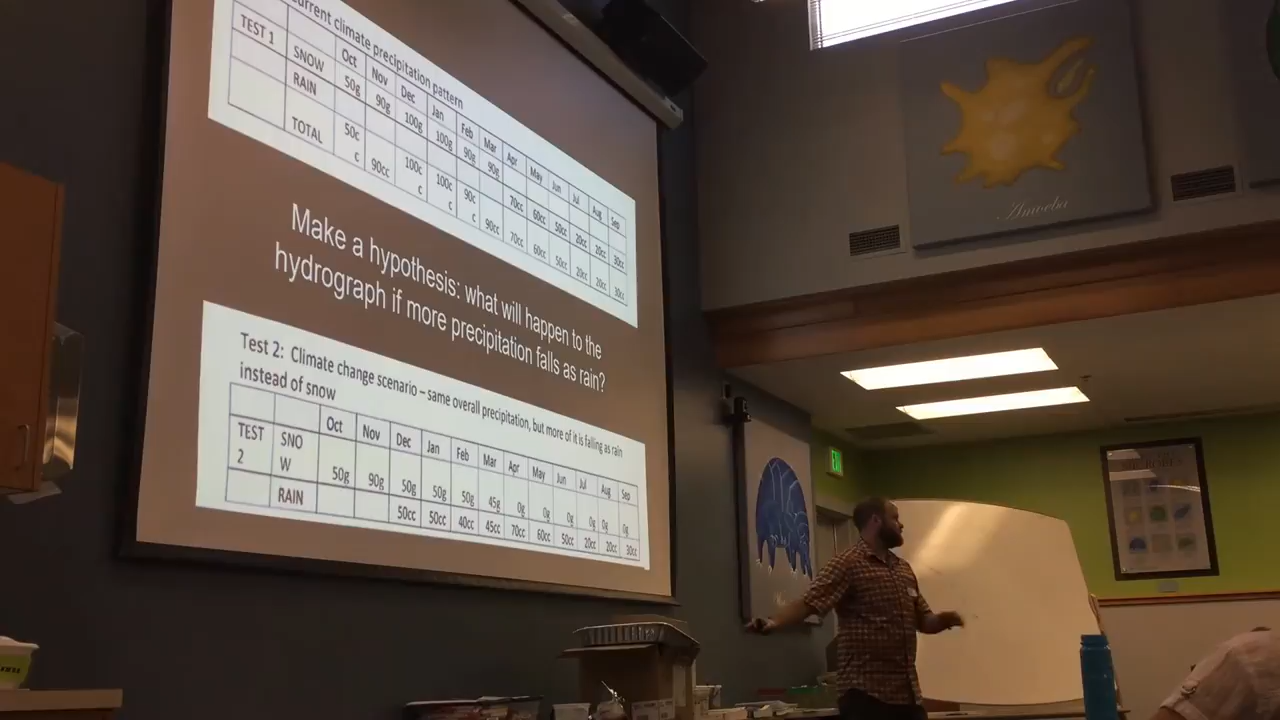 urrent climate precipitation pattern
TEST 1 Oct Nov Dec Jan Feb Mar Apr May Jun Jul Aug Sep
SNOW 50g 90g 100g 100g 90g 90g
RAIN 70cc 60cc 50cc 20cc 20cc 30cc
TOTAL 50c c 90cc 100c c 100c c 90c c 90cc 70cc 60cc 50cc 20cc 20cc 30cc
Make a hypothesis: what will happen to the
hydrograph if more precipitation falls as rain?
Test 2: Climate change scenario – same overall precipitation, but more of it is falling as rain
instead of snow
Oct Nov Dec Jan Feb Mar Apr May Jun Jul Aug Sep
TEST 2 SNO W 50g 90g 50g 50g 50g 45g 0g 0g 0g 0g 0g 0g
RAIN 50cc 50cc 40cc 45cc 70cc 60cc 50cc 20cc 20cc 30cc
Amoeba